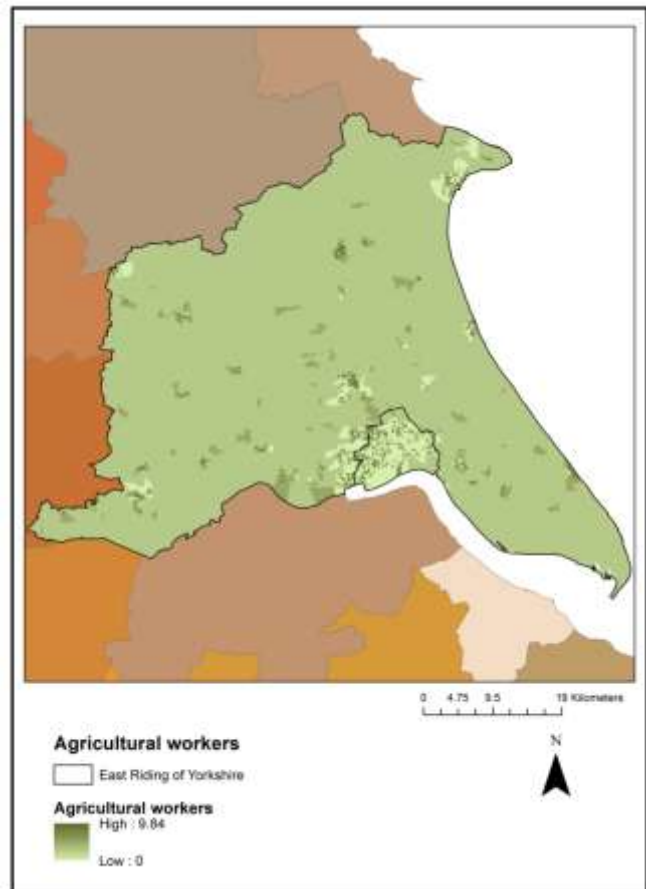 0 4.75 9.5 19 Kilometers
N
Agricultural workers
East Riding of Yorkshire
Agricultural workers
High : 9.84
Low : 0